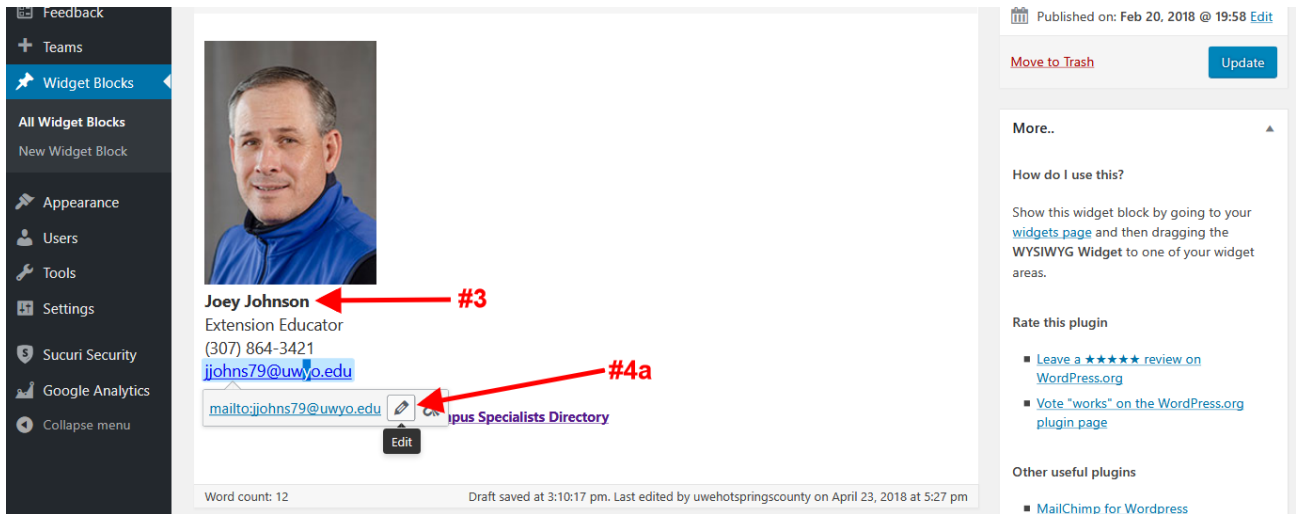 Feedback
Teams
Widget Blocks
All Widget Blocks
New Widget Block
Appearance
Users
Tools
Settings
Sucuri Security
Google Analytics
Collapse menu
Joey Johnson
#3
Extension Educator
(307) 864-3421
jjohns79@uwyo.edu
#4a
mailto:jjohns79@uwyo.edu
Specialists Directory
Edit
Word count: 12
Draft saved at 3:10:17 pm. Last edited by uwehotspringscounty on April 23, 2018 at 5:27 pm
Published on: Feb 20, 2018 @ 19:58 Edit
Move to Trash
Update
More..
How do I use this?
Show this widget block by going to your
widgets page and then dragging the
WYSIWYG Widget to one of your widget
areas.
Rate this plugin
Leave a ★★★★★ review on
WordPress.org
Vote "works" on the WordPress.org
plugin page
Other useful plugins
MailChimp for Wordpress